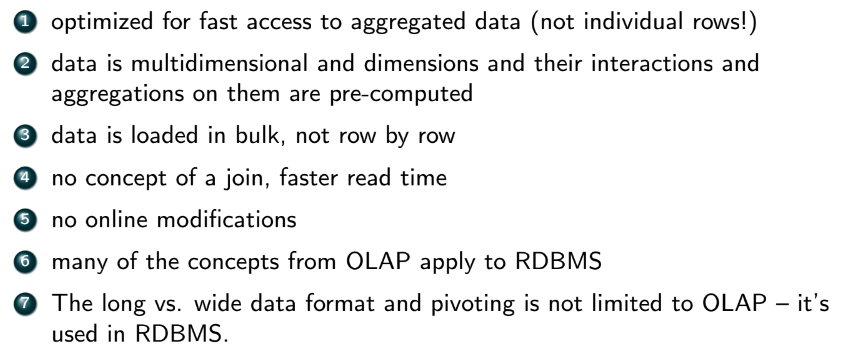 1 optimized for fast access to aggregated data (not individual rows!)
2 data is multidimensional and dimensions and their interactions and
aggregations on them are pre-computed
3 data is loaded in bulk, not row by row
4 no concept of a join, faster read time
5 no online modifications
6 many of the concepts from OLAP apply to RDBMS
7 The long vs. wide data format and pivoting is not limited to OLAP – it's
used in RDBMS.